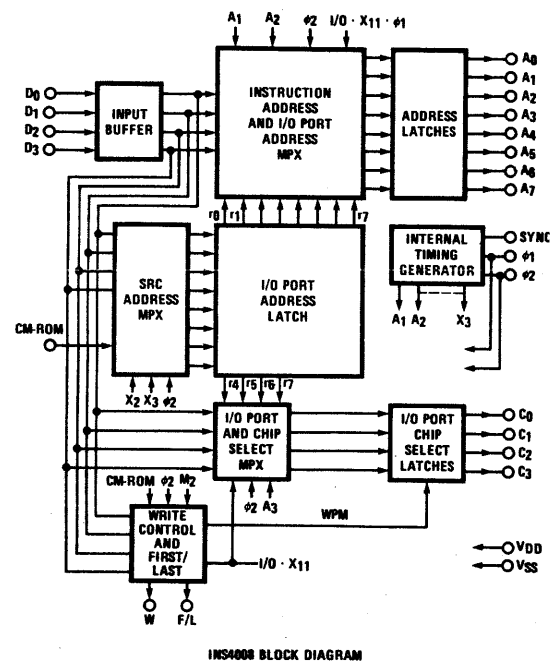 A1 A2 ϕ2 I/O · X11 · ϕ1
D0
D1
D2
D3
INPUT
BUFFER
INSTRUCTION
ADDRESS
AND I/O PORT
ADDRESS
MPX
ADDRESS
LATCHES
A0
A1
A2
A3
A4
A5
A6
A7
r0 r1 r7
SRC
ADDRESS
MPX
I/O PORT
ADDRESS
LATCH
INTERNAL
TIMING
GENERATOR
SYNC
ϕ1
ϕ2
A1 A2 X3
CM-ROM
X2 X3 ϕ2
r4 r5 r6 r7
I/O PORT
AND CHIP
SELECT
MPX
I/O PORT
CHIP
SELECT
LATCHES
C0
C1
C2
C3
CM-ROM ϕ2 M2
ϕ2 A3
WRITE
CONTROL
AND
FIRST/
LAST
WPM
I/O · X11
VDD
VSS
W F/L
INS4008 BLOCK DIAGRAM